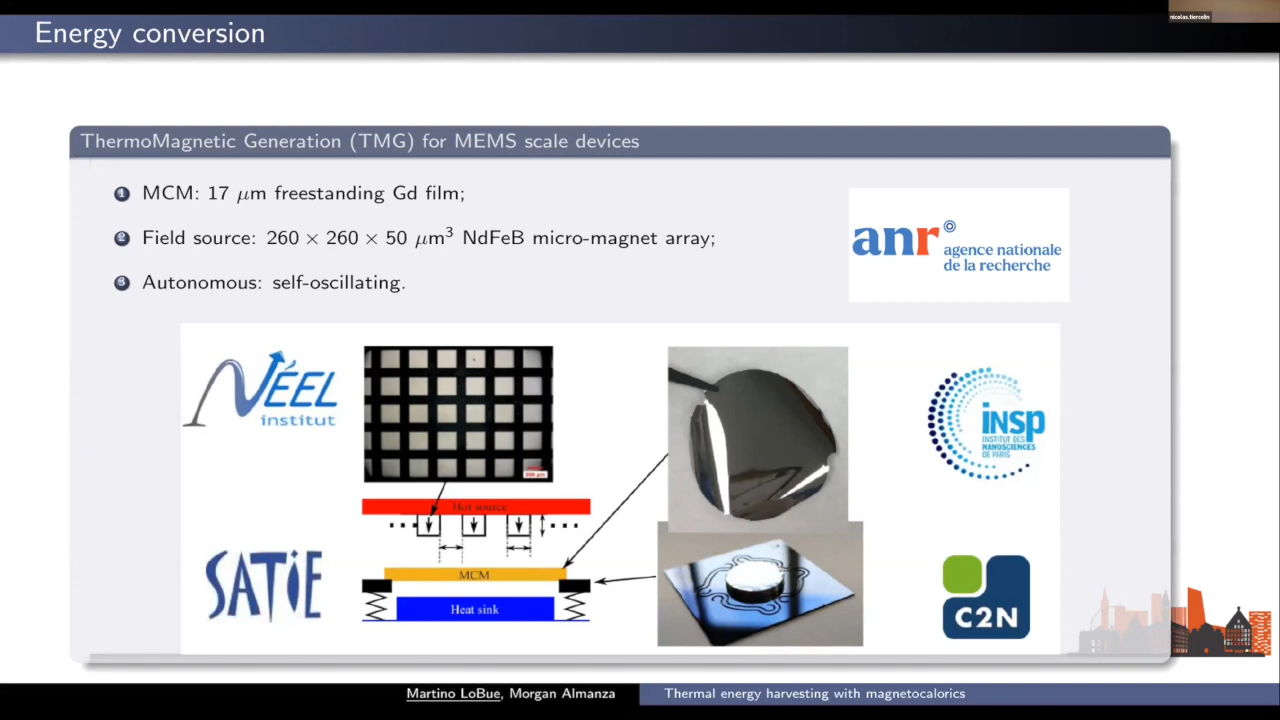 nicolas.tiercelin
Energy conversion
ThermoMagnetic Generation (TMG) for MEMS scale devices
1 MCM: 17 μm freestanding Gd film;
2 Field source: 260 × 260 × 50 μm³ NdFeB micro-magnet array;
3 Autonomous: self-oscillating.
anr
agence nationale
de la recherche
NÉEL
institut
insp
INSTITUT DES
NANOSCIENCES
DE PARIS
Hot source
SATIE
MCM
Heat sink
C2N
Martino LoBue, Morgan Almanza
Thermal energy harvesting with magnetocalorics